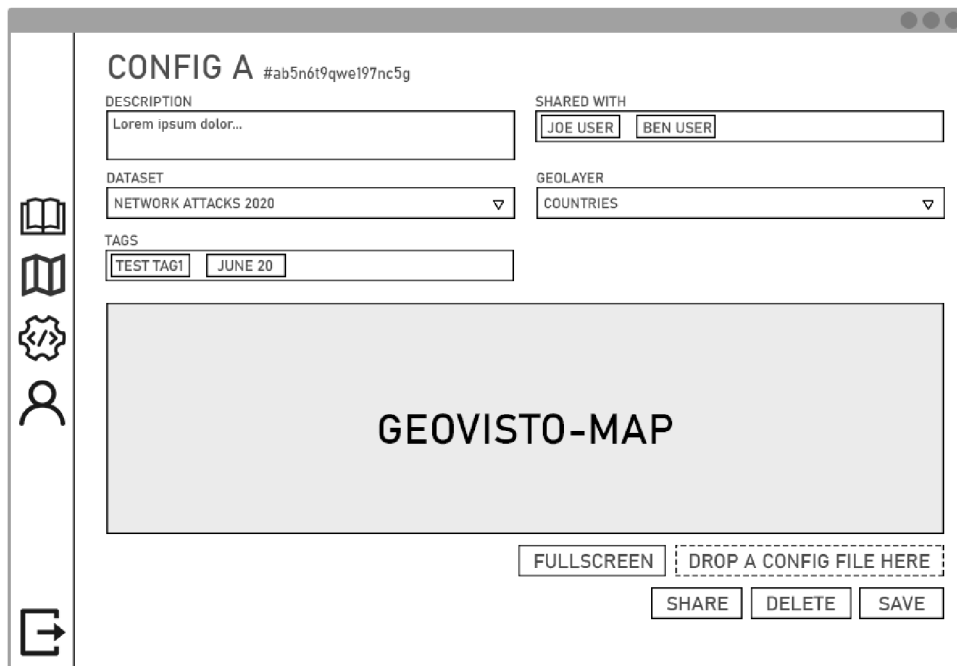 CONFIG A #ab5n6t9qwe197nc5g
DESCRIPTION
Lorem ipsum dolor...
SHARED WITH
JOE USER BEN USER
DATASET
NETWORK ATTACKS 2020
GEOLAYER
COUNTRIES
TAGS
TEST TAG1 JUNE 20
</>
GEOVISTO-MAP
FULLSCREEN DROP A CONFIG FILE HERE
SHARE DELETE SAVE